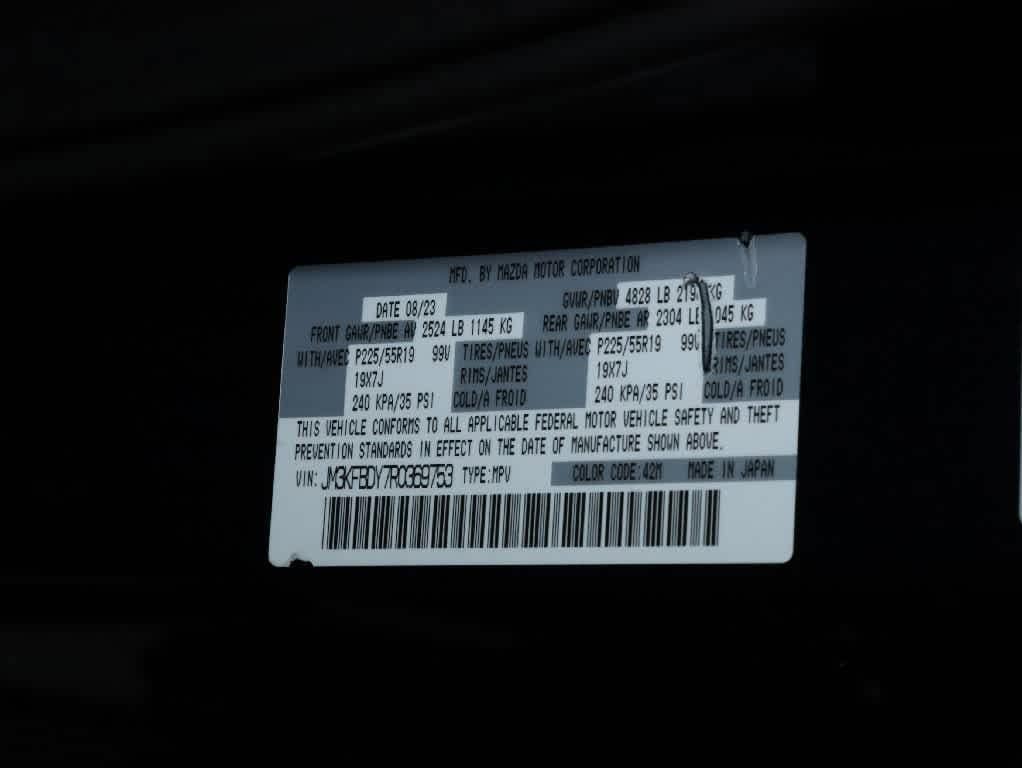 MFD. BY MAZDA MOTOR CORPORATION
DATE 08/23 GVWR/PNBV 4828 LB KG
FRONT GAWR/PNBE AV 2524 LB 1145 KG REAR GAWR/PNBE AR 2304 LB KG
WITH/AVEC P225/55R19 99V TIRES/PNEUS WITH/AVEC P225/55R19 99V TIRES/PNEUS
19X7J RIMS/JANTES 19X7J RIMS/JANTES
240 KPA/35 PSI COLD/A FROID 240 KPA/35 PSI COLD/A FROID
THIS VEHICLE CONFORMS TO ALL APPLICABLE FEDERAL MOTOR VEHICLE SAFETY AND THEFT
PREVENTION STANDARDS IN EFFECT ON THE DATE OF MANUFACTURE SHOWN ABOVE.
VIN: JM3KFBDY7R0369753 TYPE:MPV COLOR CODE:42M MADE IN JAPAN